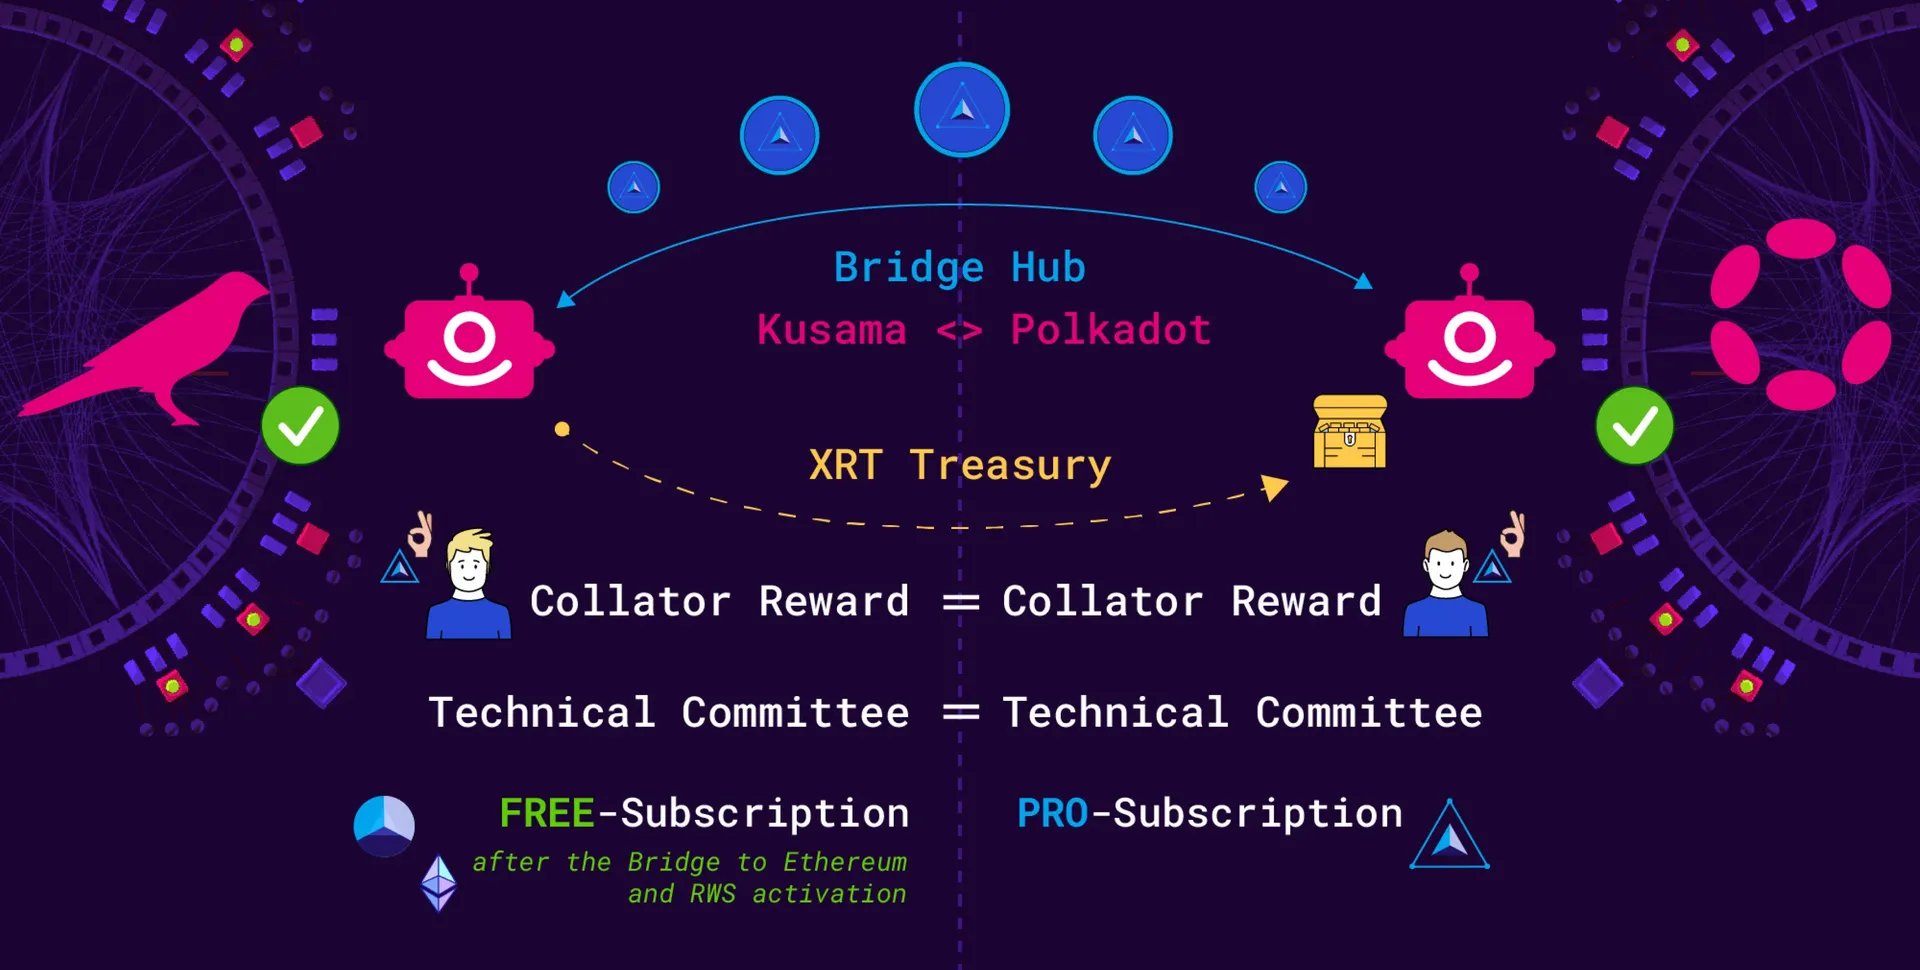 Bridge Hub
Kusama <> Polkadot
XRT Treasury
Collator Reward = Collator Reward
Technical Committee = Technical Committee
FREE-Subscription PRO-Subscription
after the Bridge to Ethereum
and RWS activation